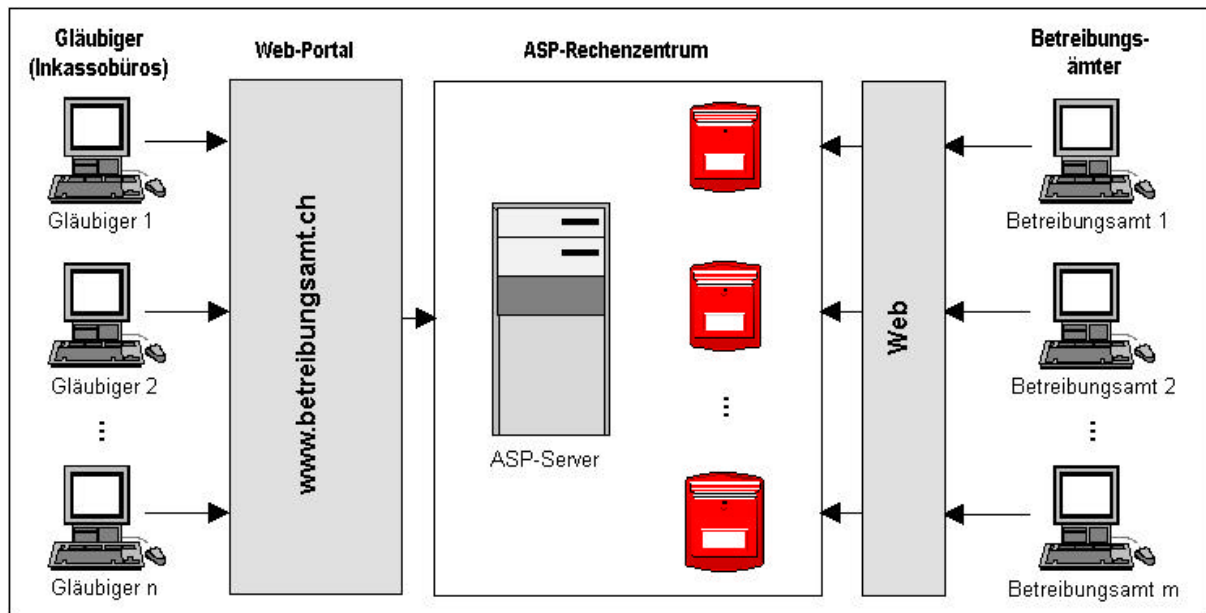 Gläubiger
(Inkassobüros)
Web-Portal
ASP-Rechenzentrum
Betreibungs-
ämter
Gläubiger 1
Gläubiger 2
...
Gläubiger n
www.betreibungsamt.ch
ASP-Server
...
Web
Betreibungsamt 1
Betreibungsamt 2
...
Betreibungsamt m